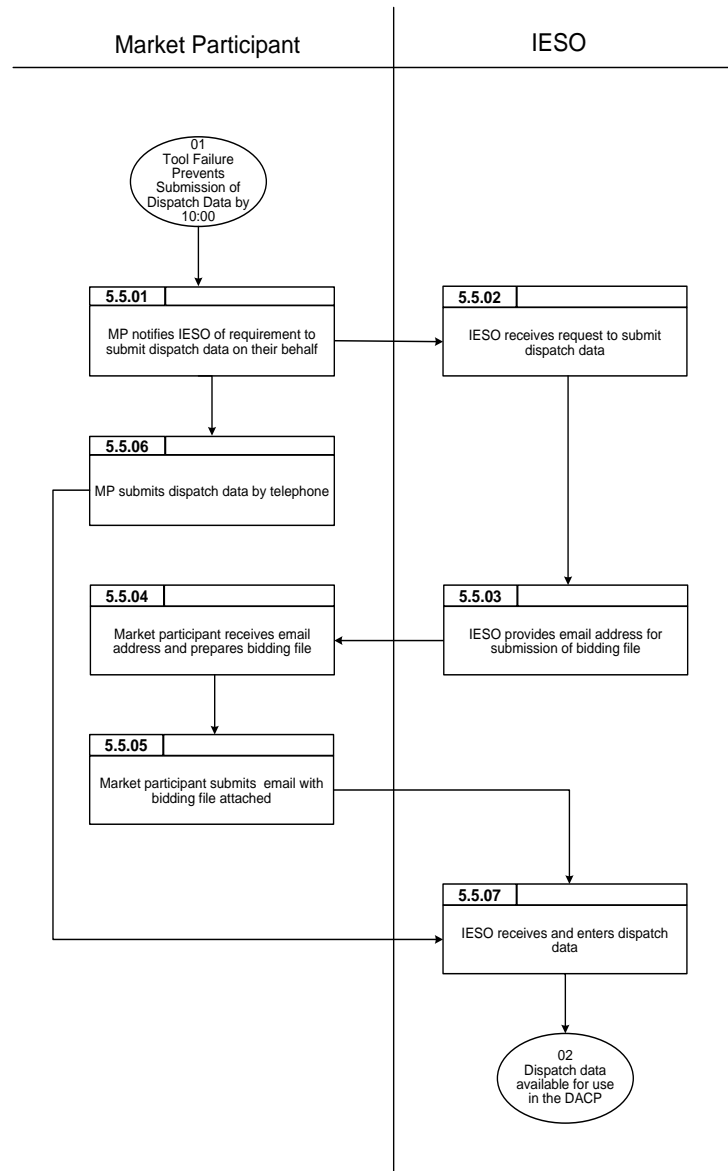 Market Participant
IESO
01
Tool Failure
Prevents
Submission of
Dispatch Data by
10:00
5.5.01
MP notifies IESO of requirement to
submit dispatch data on their behalf
5.5.02
IESO receives request to submit
dispatch data
5.5.06
MP submits dispatch data by telephone
5.5.04
Market participant receives email
address and prepares bidding file
5.5.03
IESO provides email address for
submission of bidding file
5.5.05
Market participant submits  email with
bidding file attached
5.5.07
IESO receives and enters dispatch
data
02
Dispatch data
available for use
in the DACP